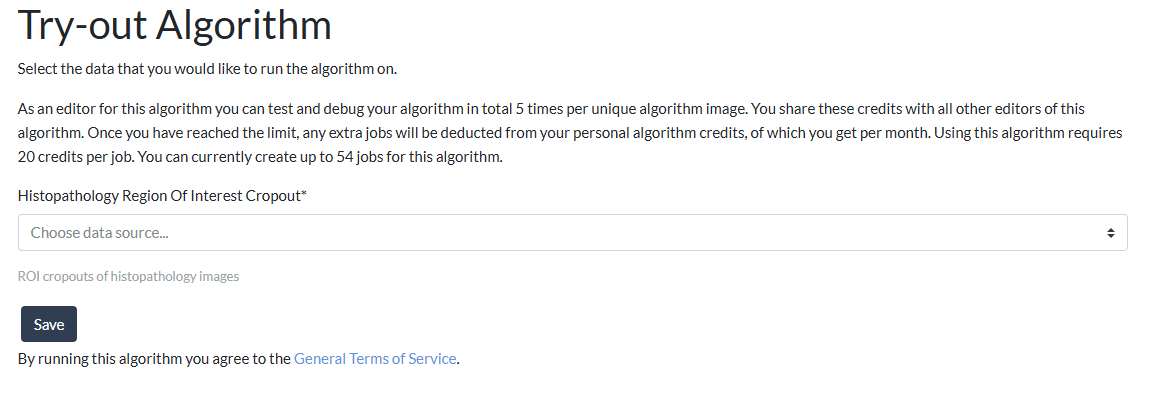 Try-out Algorithm
Select the data that you would like to run the algorithm on.
As an editor for this algorithm you can test and debug your algorithm in total 5 times per unique algorithm image. You share these credits with all other editors of this
algorithm. Once you have reached the limit, any extra jobs will be deducted from your personal algorithm credits, of which you get per month. Using this algorithm requires
20 credits per job. You can currently create up to 54 jobs for this algorithm.
Histopathology Region Of Interest Cropout*
Choose data source...
ROI cropouts of histopathology images
Save
By running this algorithm you agree to the General Terms of Service.